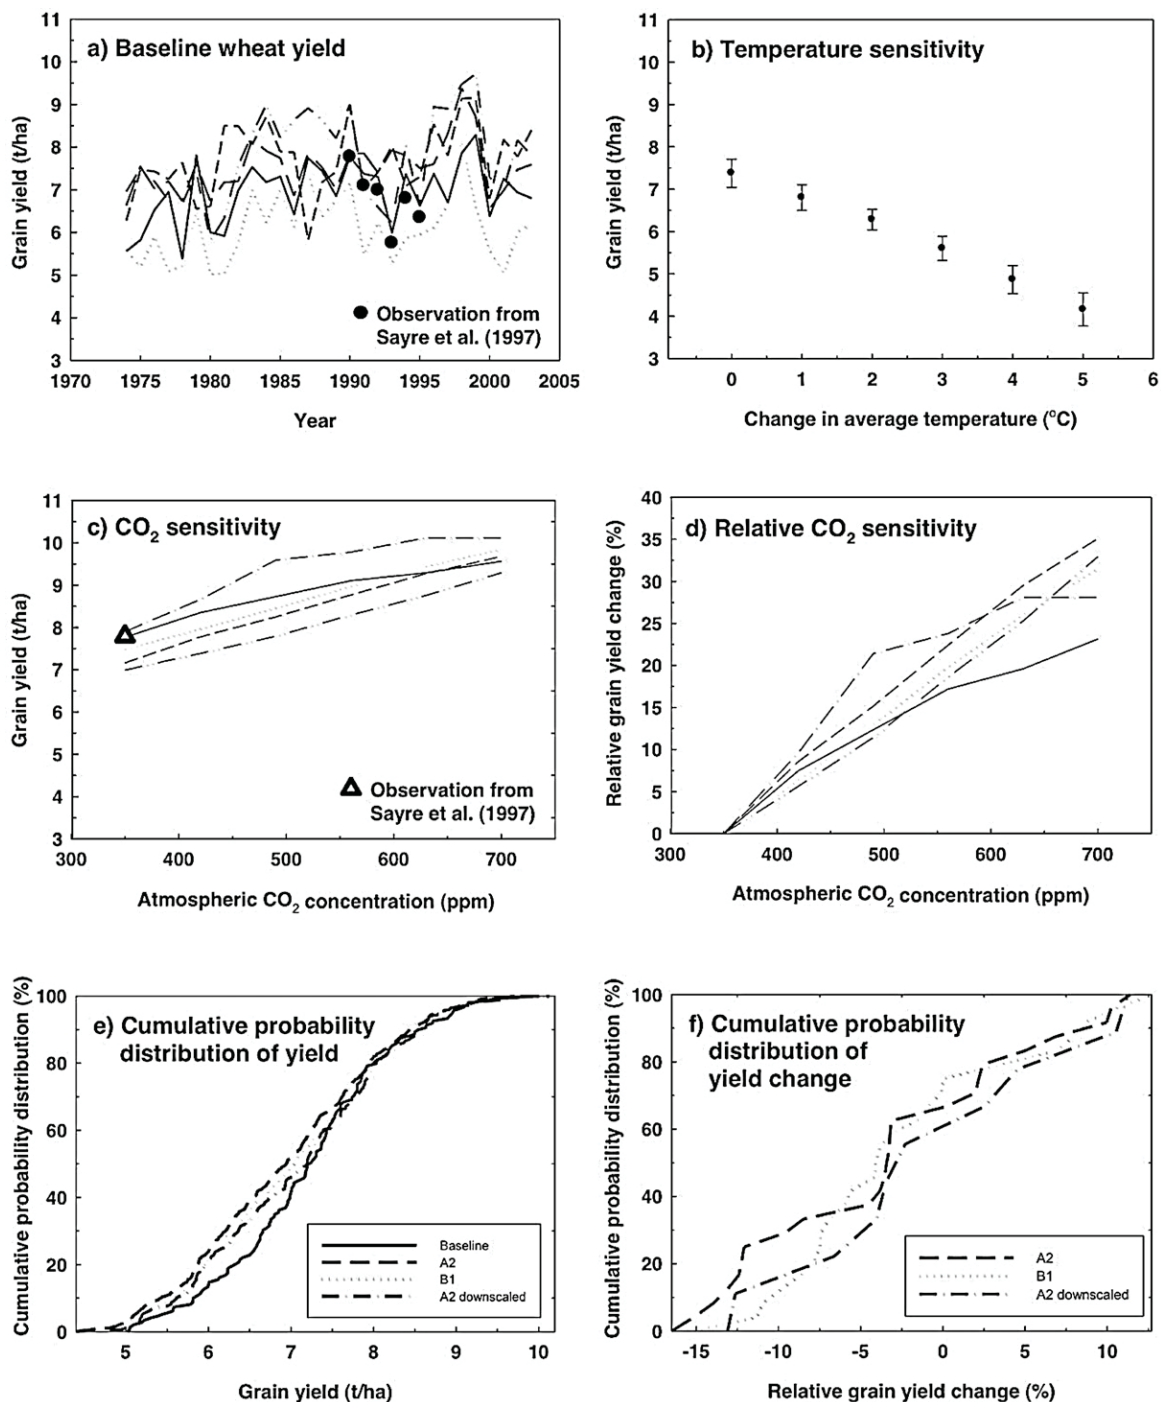 a) Baseline wheat yield
Grain yield (t/ha)
11
10
9
8
7
6
5
4
3
Observation from
Sayre et al. (1997)
1970 1975 1980 1985 1990 1995 2000 2005
Year
b) Temperature sensitivity
Grain yield (t/ha)
11
10
9
8
7
6
5
4
3
0 1 2 3 4 5 6
Change in average temperature (°C)
c) CO₂ sensitivity
Grain yield (t/ha)
11
10
9
8
7
6
5
4
3
Observation from
Sayre et al. (1997)
300 400 500 600 700
Atmospheric CO₂ concentration (ppm)
d) Relative CO₂ sensitivity
Relative grain yield change (%)
40
35
30
25
20
15
10
5
0
300 400 500 600 700
Atmospheric CO₂ concentration (ppm)
e) Cumulative probability
distribution of yield
Cumulative probability distribution (%)
100
80
60
40
20
0
Baseline
A2
B1
A2 downscaled
5 6 7 8 9 10
Grain yield (t/ha)
f) Cumulative probability
distribution of
yield change
Cumulative probability distribution (%)
100
80
60
40
20
0
A2
B1
A2 downscaled
-15 -10 -5 0 5 10
Relative grain yield change (%)